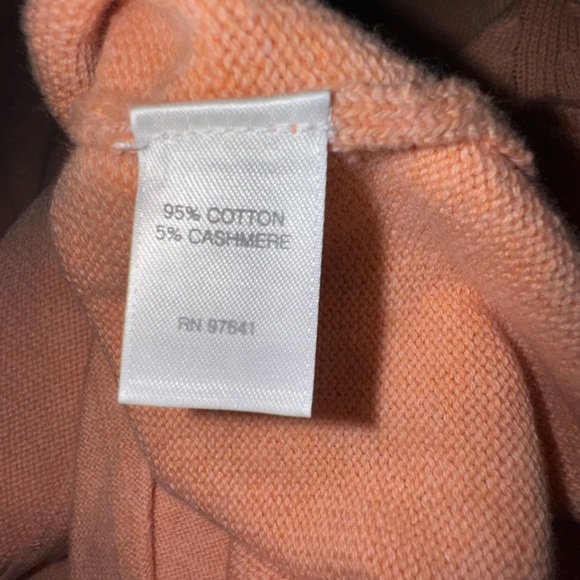 95% COTTON
5% CASHMERE
RN 97641